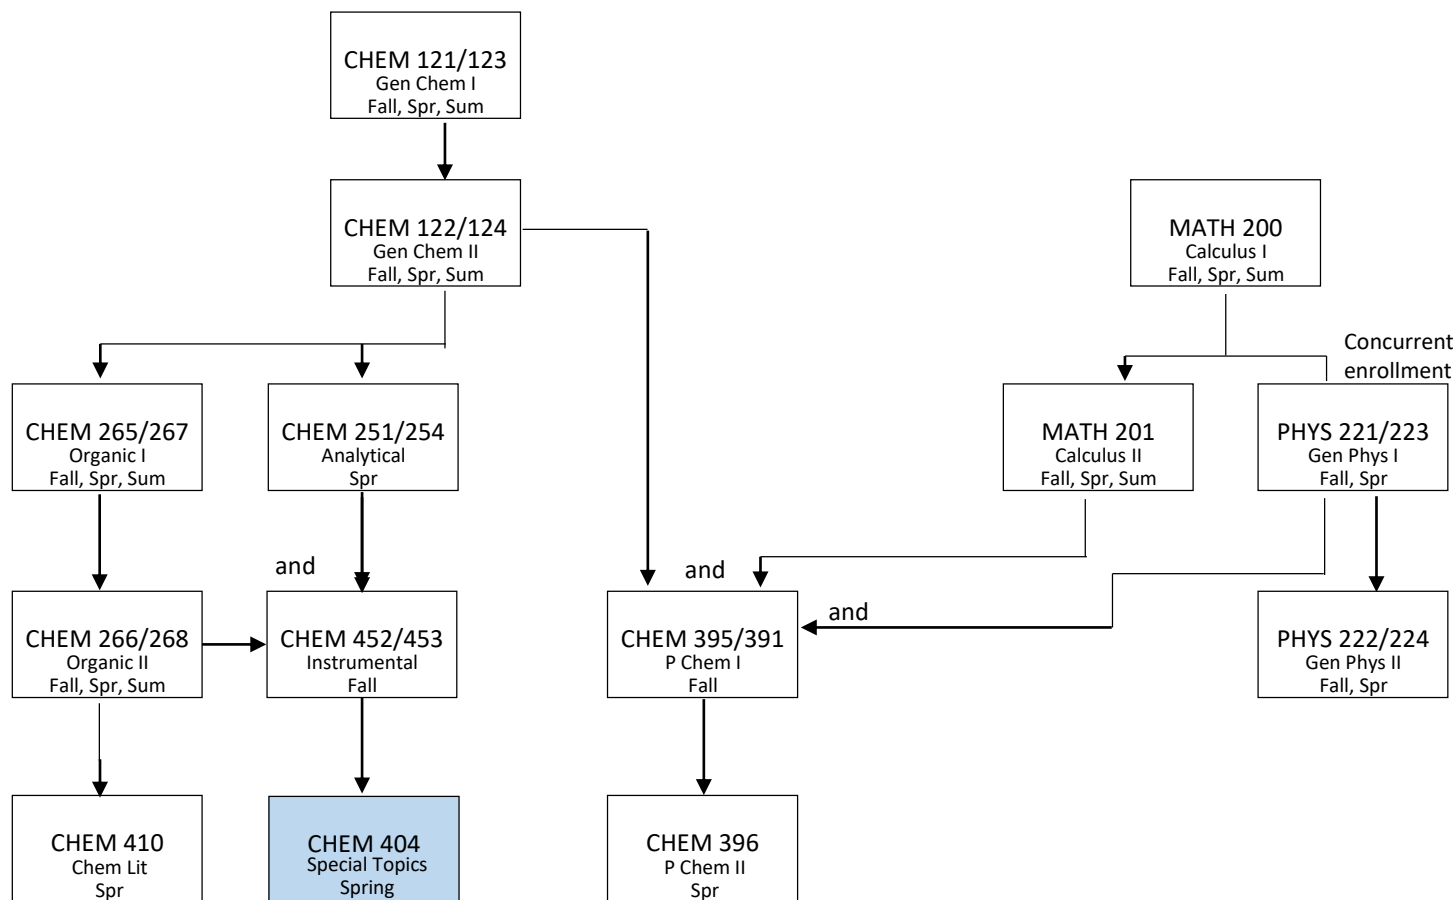 CHEM 121/123
Gen Chem I
Fall, Spr, Sum
CHEM 122/124
Gen Chem II
Fall, Spr, Sum
MATH 200
Calculus I
Fall, Spr, Sum
Concurrent
enrollment
CHEM 265/267
Organic I
Fall, Spr, Sum
CHEM 251/254
Analytical
Spr
MATH 201
Calculus II
Fall, Spr, Sum
PHYS 221/223
Gen Phys I
Fall, Spr
and
and
and
CHEM 266/268
Organic II
Fall, Spr, Sum
CHEM 452/453
Instrumental
Fall
CHEM 395/391
P Chem I
Fall
PHYS 222/224
Gen Phys II
Fall, Spr
CHEM 410
Chem Lit
Spr
CHEM 404
Special Topics
Spring
CHEM 396
P Chem II
Spr